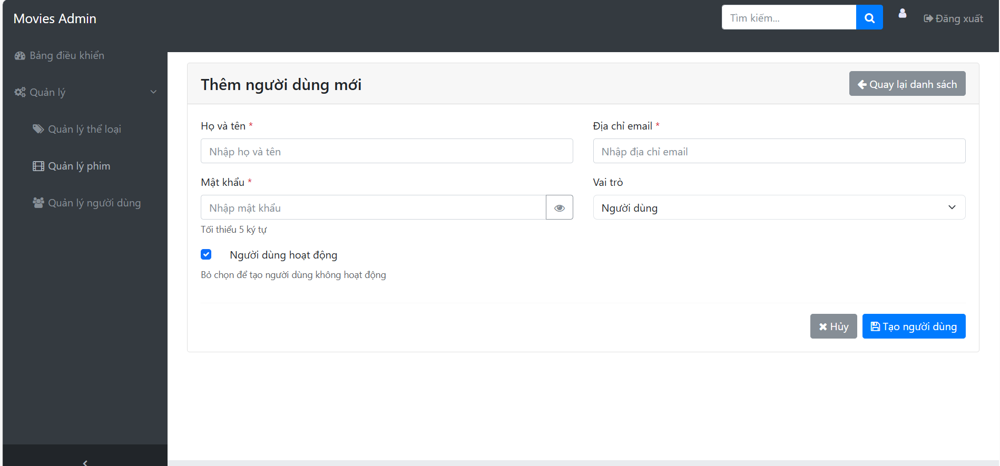 Movies Admin
Tìm kiếm...
Đăng xuất
Bảng điều khiển
Quản lý
Quản lý thể loại
Quản lý phim
Quản lý người dùng
Thêm người dùng mới
Quay lại danh sách
Họ và tên *
Nhập họ và tên
Địa chỉ email *
Nhập địa chỉ email
Mật khẩu *
Nhập mật khẩu
Tối thiểu 5 ký tự
Vai trò
Người dùng
Người dùng hoạt động
Bỏ chọn để tạo người dùng không hoạt động
Hủy
Tạo người dùng